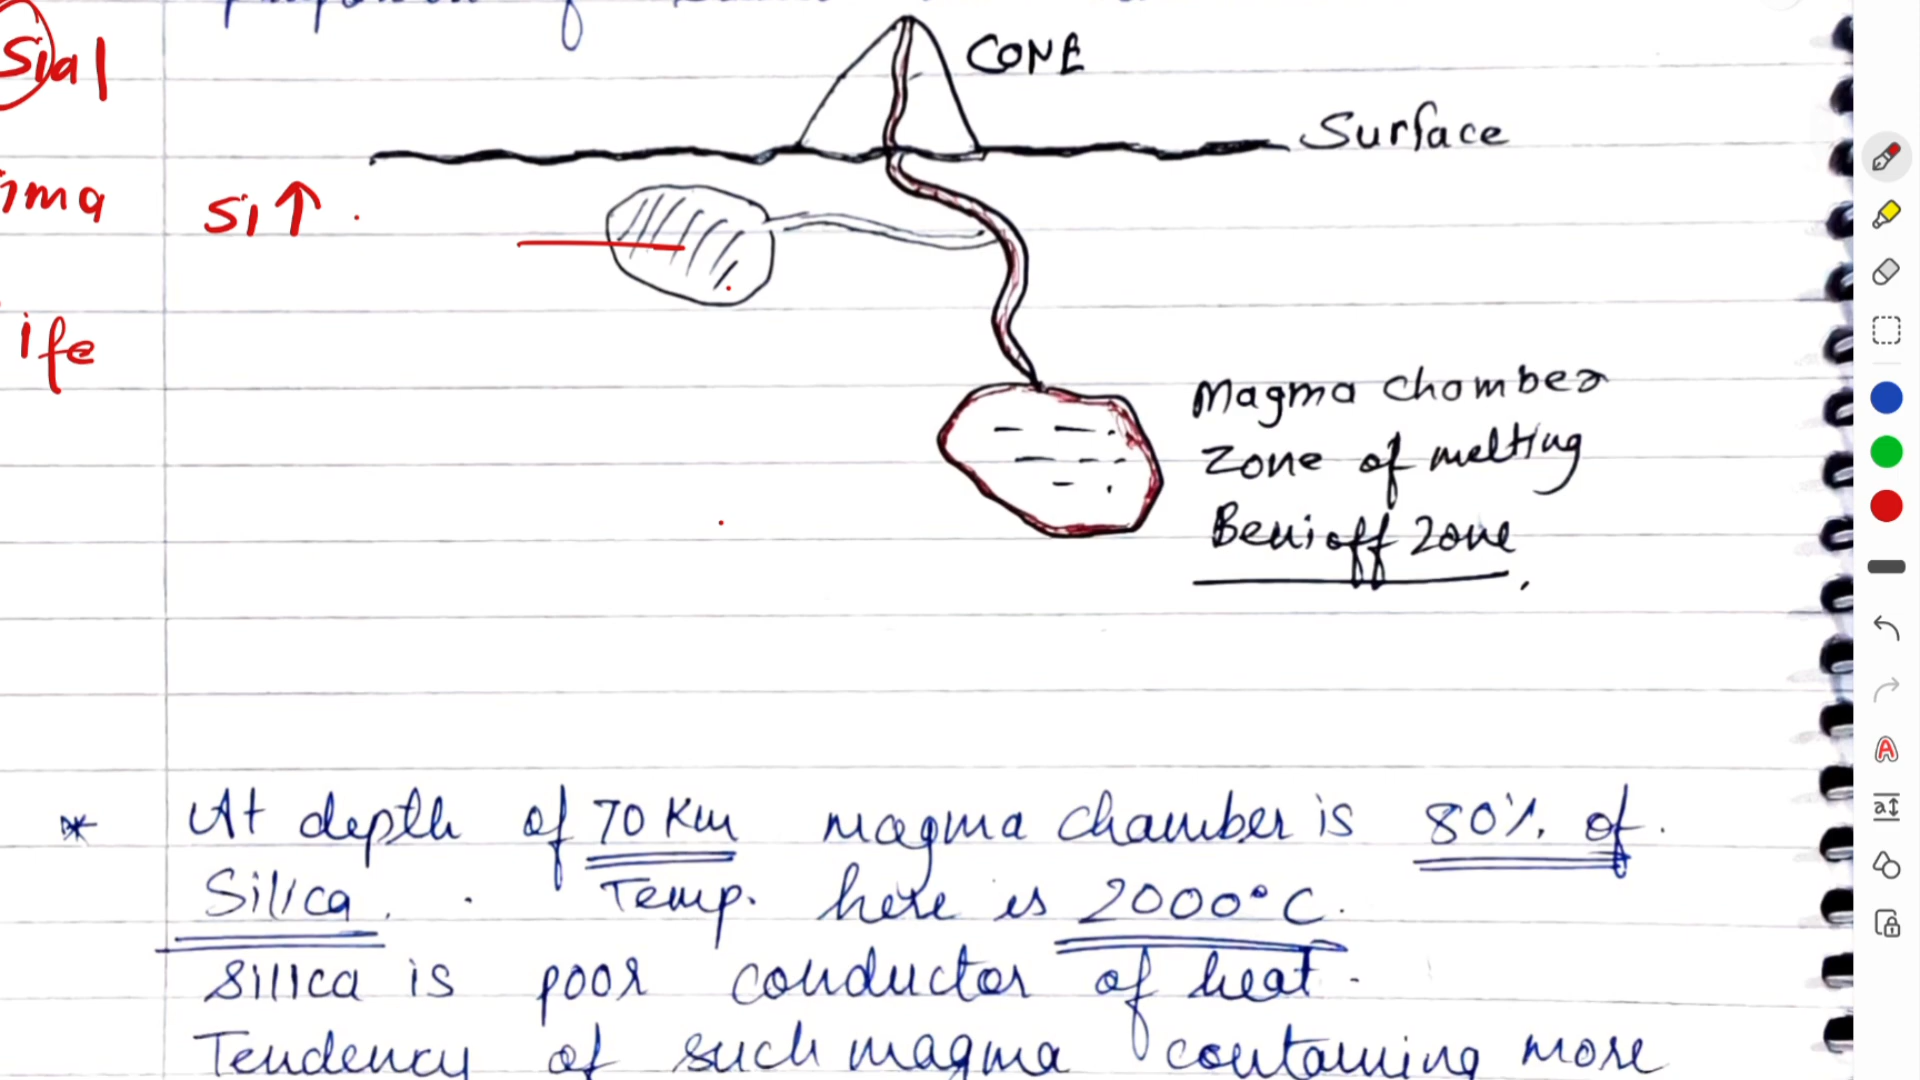 Sial
CONE
Surface
ima
Si↑ .
ife
Magma chamber
Zone of melting
Benioff Zone.
* At depth of 70 Km magma chamber is 80% of
Silica. Temp. here is 2000°C.
Silica is poor conductor of heat.
Tendency of such magma containing more